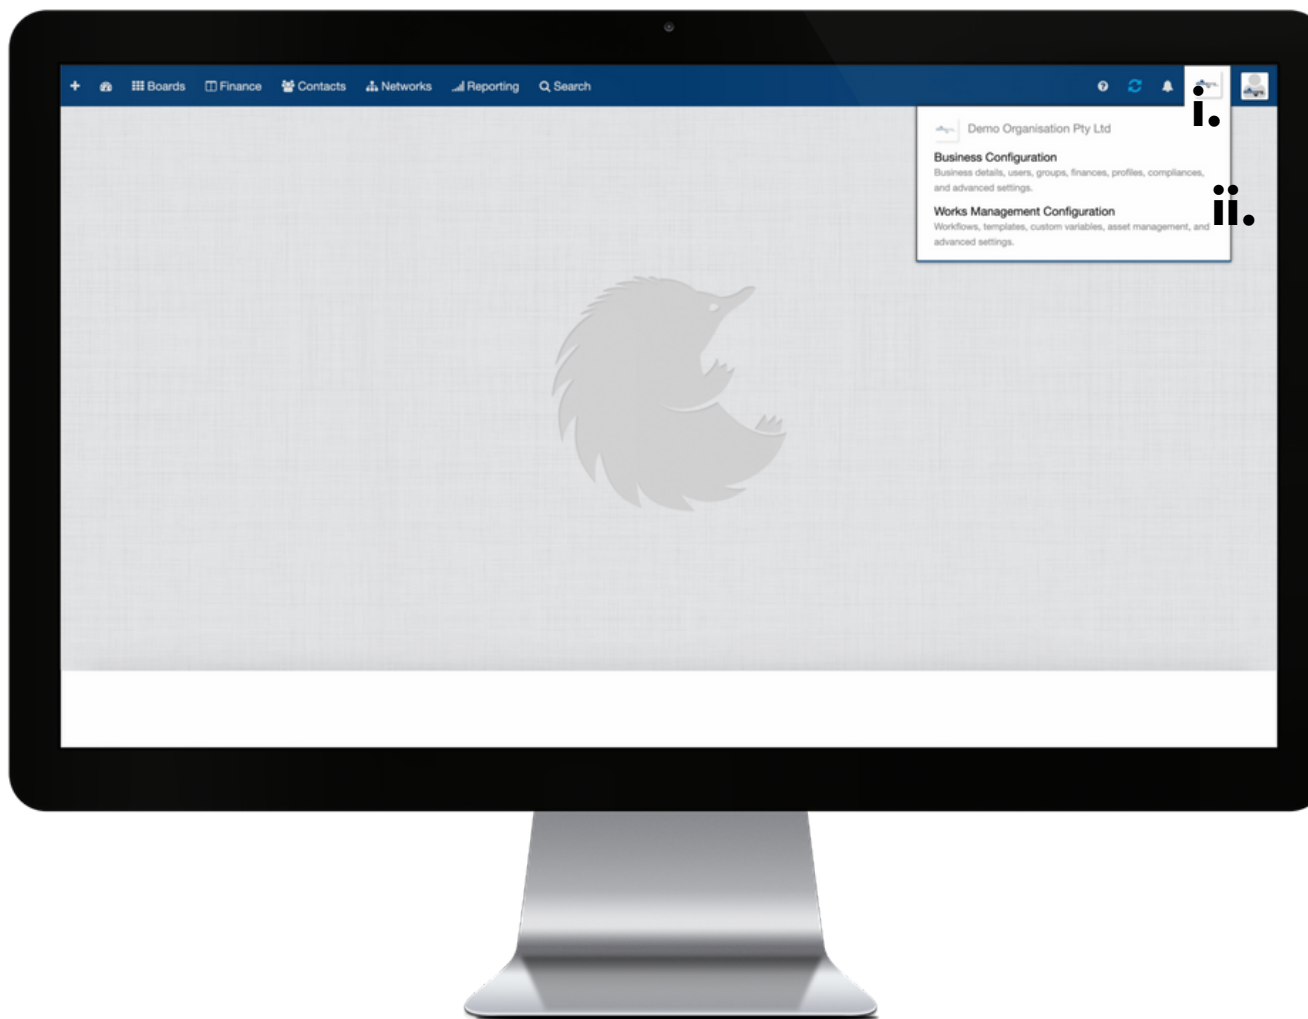 Boards Finance Contacts Networks Reporting Search
i.
Demo Organisation Pty Ltd
Business Configuration
Business details, users, groups, finances, profiles, compliances,
and advanced settings.
ii.
Works Management Configuration
Workflows, templates, custom variables, asset management, and
advanced settings.